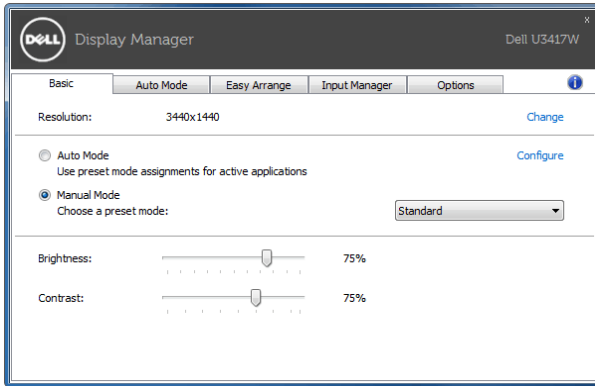 DELL Display Manager Dell U3417W x
Basic Auto Mode Easy Arrange Input Manager Options i
Resolution: 3440x1440 Change
Auto Mode Configure
Use preset mode assignments for active applications
Manual Mode
Choose a preset mode: Standard
Brightness: 75%
Contrast: 75%